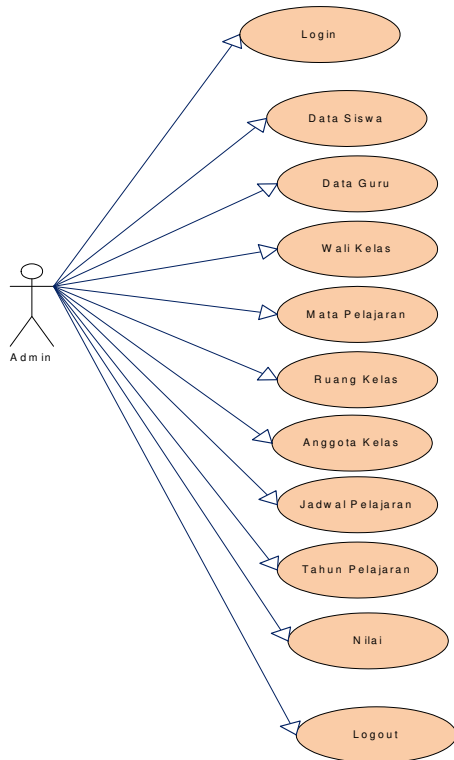 Login
Data Siswa
Data Guru
Wali Kelas
Mata Pelajaran
Admin
Ruang Kelas
Anggota Kelas
Jadwal Pelajaran
Tahun Pelajaran
Nilai
Logout